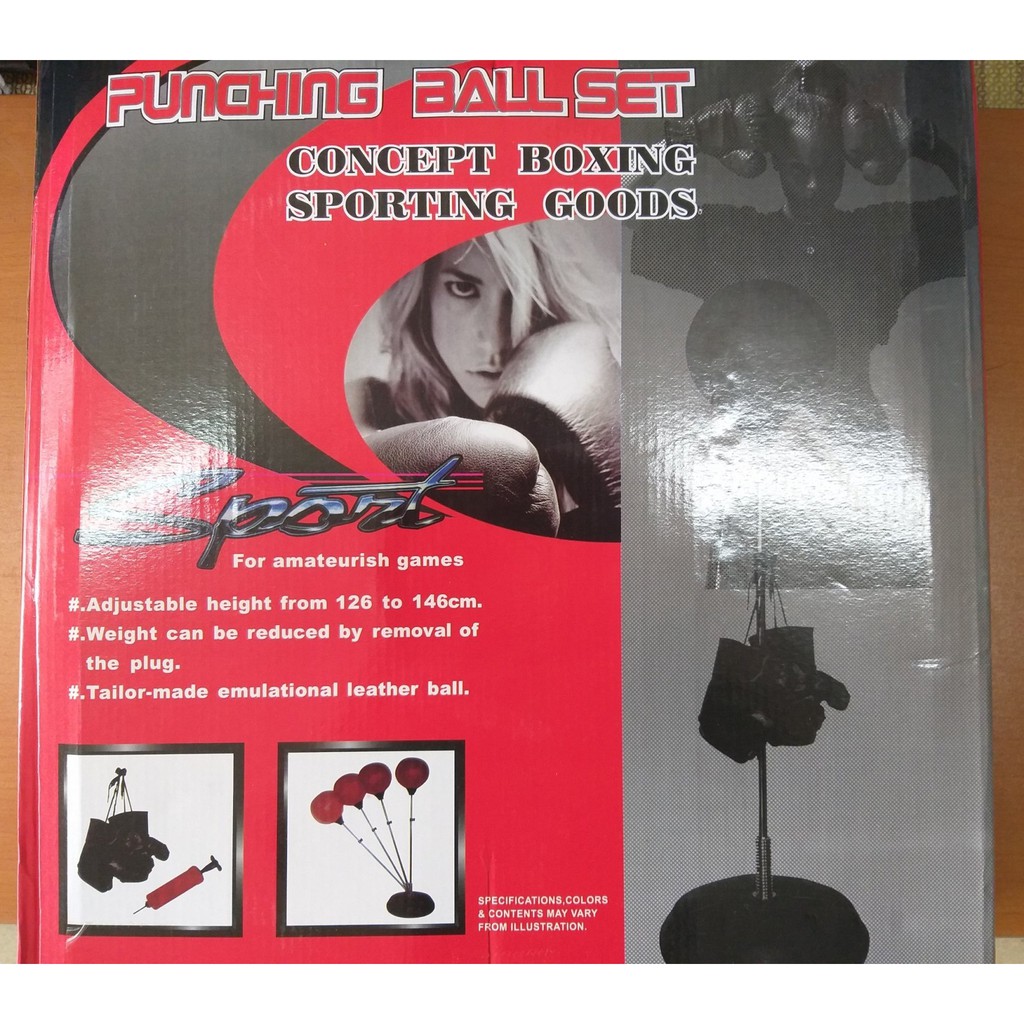 PUNCHING BALL SET
CONCEPT BOXING
SPORTING GOODS
Sport
For amateurish games
#.Adjustable height from 126 to 146cm.
#.Weight can be reduced by removal of
the plug.
#.Tailor-made emulational leather ball.
SPECIFICATIONS,COLORS
& CONTENTS MAY VARY
FROM ILLUSTRATION.